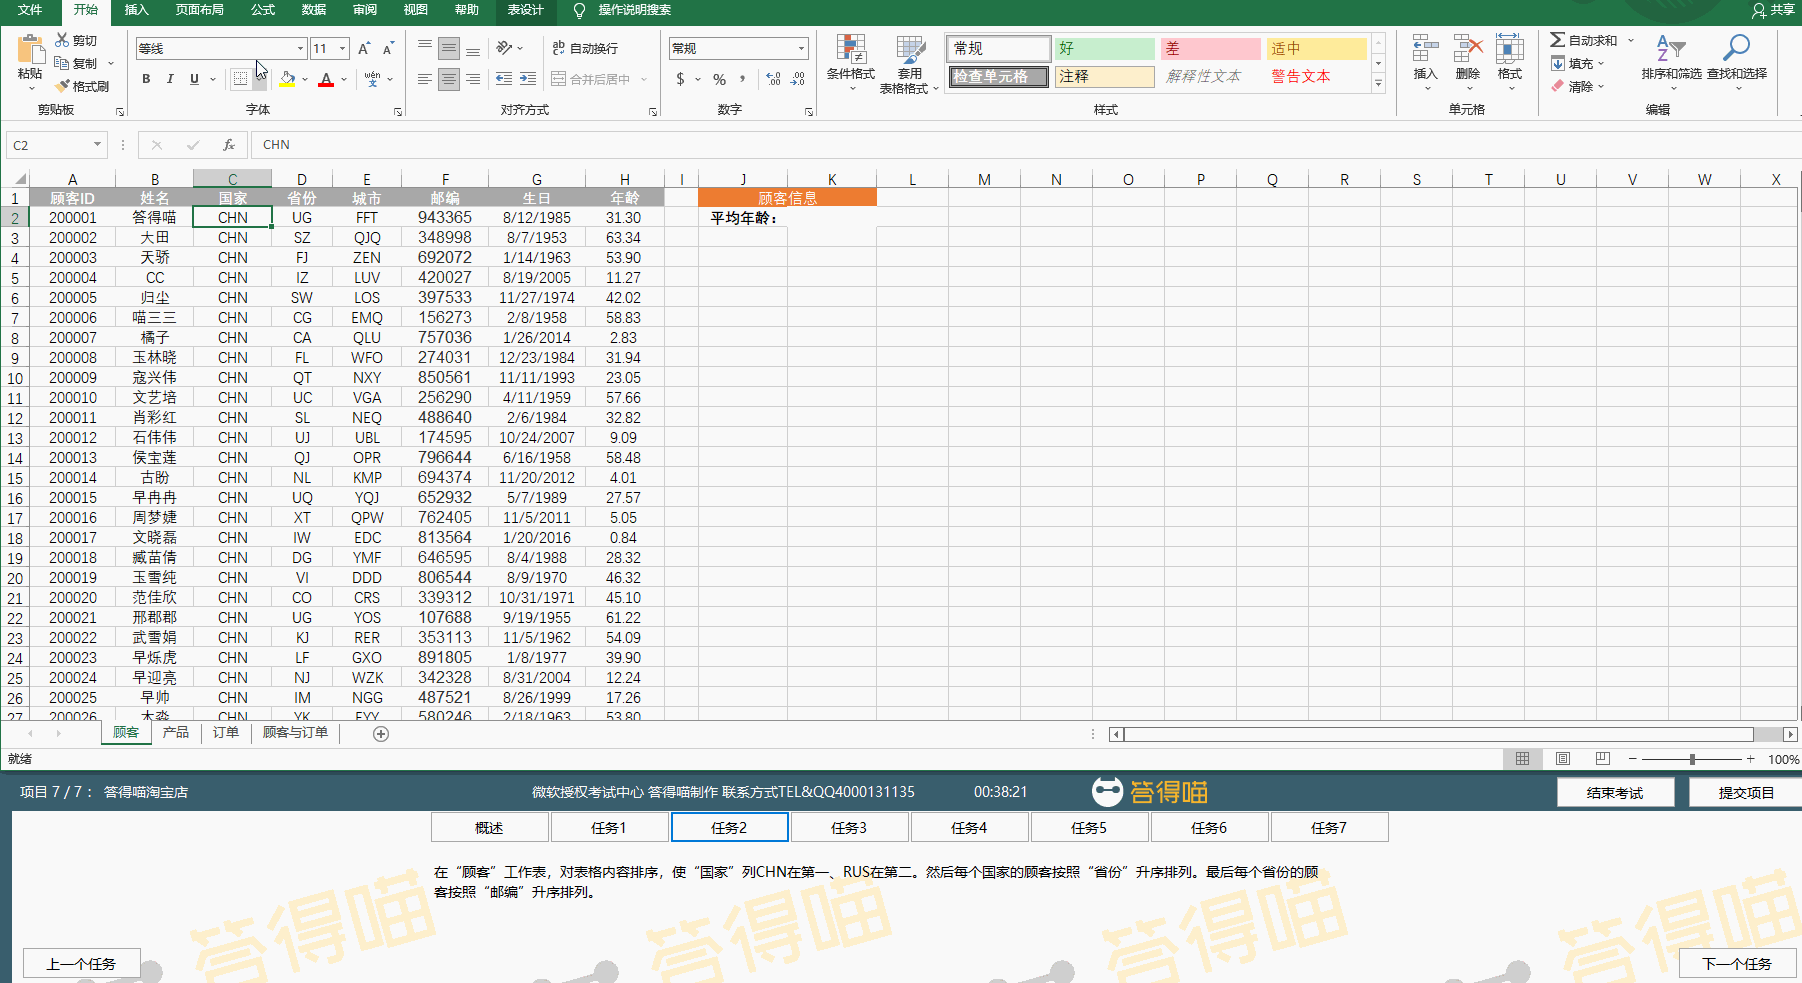 文件 开始 插入 页面布局 公式 数据 审阅 视图 帮助 表设计 操作说明搜索 共享
粘贴 剪切 复制 格式刷 剪贴板
等线 11 A A
B I U A wén 字体
ab 自动换行 合并后居中 对齐方式
常规 $ % , 数字
条件格式 套用 表格格式
常规 好 差 适中
检查单元格 注释 解释性文本 警告文本
样式
插入 删除 格式 单元格
自动求和 填充 清除 排序和筛选 查找和选择 编辑
C2 fx CHN
A B C D E F G H I J K L M N O P Q R S T U V W X
1 顾客ID 姓名 国家 省份 城市 邮编 生日 年龄 顾客信息
2 200001 答得喵 CHN UG FFT 943365 8/12/1985 31.30 平均年龄：
3 200002 大田 CHN SZ QJQ 348998 8/7/1953 63.34
4 200003 天骄 CHN FJ ZEN 692072 1/14/1963 53.90
5 200004 CC CHN IZ LUV 420027 8/19/2005 11.27
6 200005 归尘 CHN SW LOS 397533 11/27/1974 42.02
7 200006 喵三三 CHN CG EMQ 156273 2/8/1958 58.83
8 200007 橘子 CHN CA QLU 757036 1/26/2014 2.83
9 200008 玉林晓 CHN FL WFO 274031 12/23/1984 31.94
10 200009 寇兴伟 CHN QT NXY 850561 11/11/1993 23.05
11 200010 文艺培 CHN UC VGA 256290 4/11/1959 57.66
12 200011 肖彩红 CHN SL NEQ 488640 2/6/1984 32.82
13 200012 石伟伟 CHN UJ UBL 174595 10/24/2007 9.09
14 200013 侯宝莲 CHN QJ OPR 796644 6/16/1958 58.48
15 200014 古盼 CHN NL KMP 694374 11/20/2012 4.01
16 200015 早冉冉 CHN UQ YQJ 652932 5/7/1989 27.57
17 200016 周梦婕 CHN XT QPW 762405 11/5/2011 5.05
18 200017 文晓磊 CHN IW EDC 813564 1/20/2016 0.84
19 200018 臧苗倩 CHN DG YMF 646595 8/4/1988 28.32
20 200019 玉雪纯 CHN VI DDD 806544 8/9/1970 46.32
21 200020 范佳欣 CHN CO CRS 339312 10/31/1971 45.10
22 200021 邢郡郡 CHN UG YOS 107688 9/19/1955 61.22
23 200022 武雪娟 CHN KJ RER 353113 11/5/1962 54.09
24 200023 早烁虎 CHN LF GXO 891805 1/8/1977 39.90
25 200024 早迎亮 CHN NJ WZK 342328 8/31/2004 12.24
26 200025 早帅 CHN IM NGG 487521 8/26/1999 17.26
27 200026 木淼 CHN YK FYY 580246 2/18/1963 53.80
顾客 产品 订单 顾客与订单
就绪 100%
项目 7 / 7： 答得喵淘宝店 微软授权考试中心 答得喵制作 联系方式TEL&QQ4000131135 00:38:21 答得喵 结束考试 提交项目
概述 任务1 任务2 任务3 任务4 任务5 任务6 任务7
在“顾客”工作表，对表格内容排序，使“国家”列CHN在第一、RUS在第二。然后每个国家的顾客按照“省份”升序排列。最后每个省份的顾
客按照“邮编”升序排列。
答得喵 答得喵 答得喵 答得喵
上一个任务 下一个任务